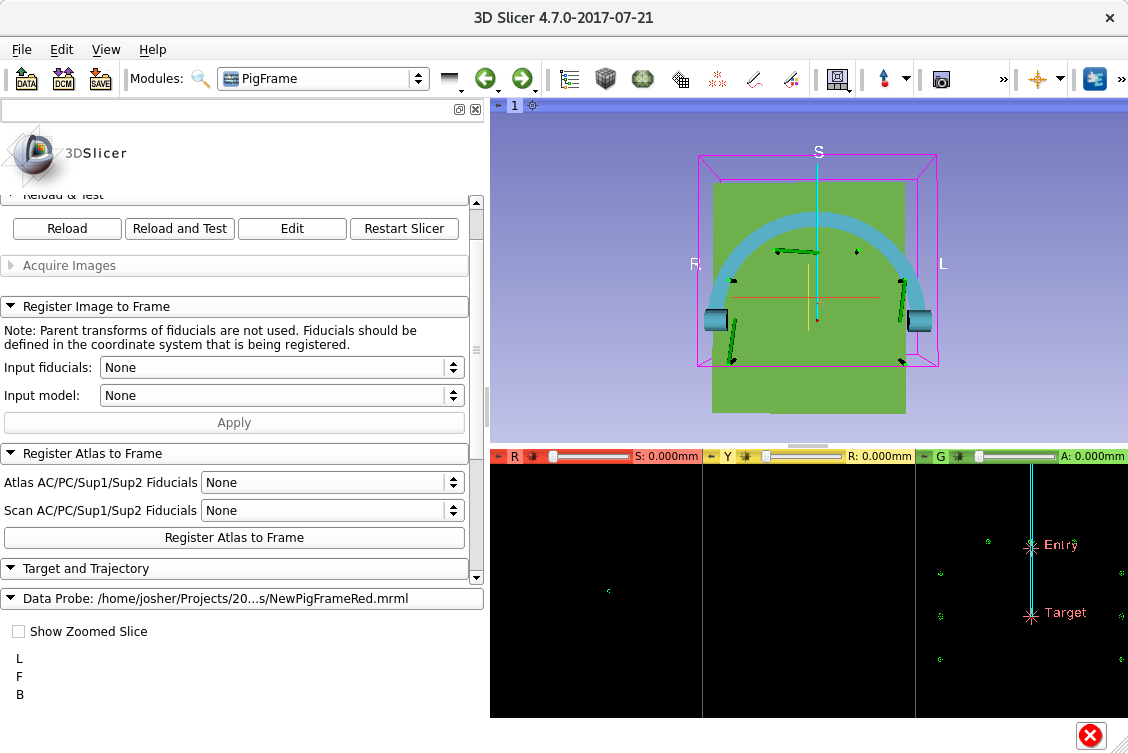 3D Slicer 4.7.0-2017-07-21
File Edit View Help
DATA DCM SAVE Modules: PigFrame
1
3DSlicer
Reload & Test
Reload Reload and Test Edit Restart Slicer
Acquire Images
Register Image to Frame
Note: Parent transforms of fiducials are not used. Fiducials should be
defined in the coordinate system that is being registered.
Input fiducials: None
Input model: None
Apply
Register Atlas to Frame
Atlas AC/PC/Sup1/Sup2 Fiducials None
Scan AC/PC/Sup1/Sup2 Fiducials None
Register Atlas to Frame
Target and Trajectory
Data Probe: /home/josher/Projects/20...s/NewPigFrameRed.mrml
Show Zoomed Slice
L
F
B
S
R L
R S: 0.000mm
Y R: 0.000mm
G A: 0.000mm
Entry
Target